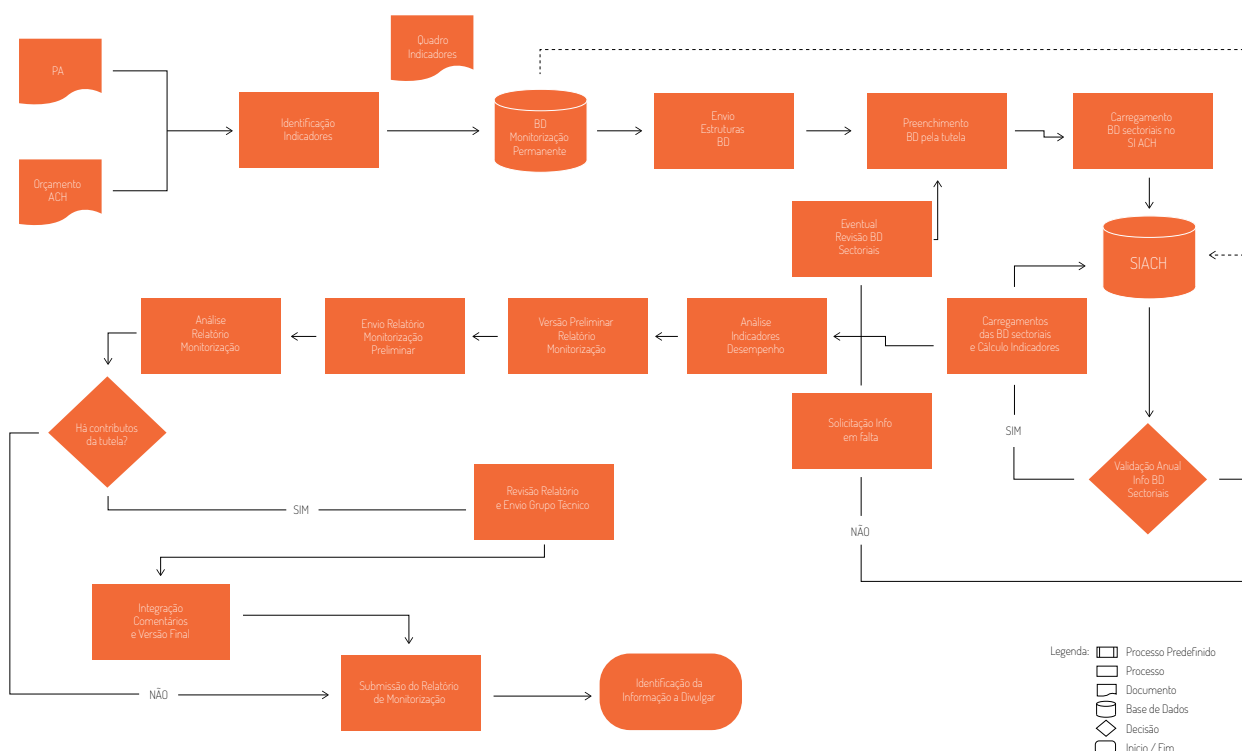 Quadro
Indicadores
PA
Identificação
Indicadores
BD
Monitorização
Permanente
Envio
Estruturas
BD
Preenchimento
BD pela tutela
Carregamento
BD sectoriais no
SI ACH
Orçamento
ACH
Eventual
Revisão BD
Sectoriais
SIACH
Análise
Relatório
Monitorização
Envio Relatório
Monitorização
Preliminar
Versão Preliminar
Relatório
Monitorização
Análise
Indicadores
Desempenho
Carregamentos
das BD sectoriais
e Cálculo Indicadores
Há contributos
da tutela?
Solicitação Info
em falta
SIM
Validação Anual
Info BD
Sectoriais
Revisão Relatório
e Envio Grupo Técnico
SIM
NÃO
Integração
Comentários
e Versão Final
NÃO
Submissão do Relatório
de Monitorização
Identificação da
Informação a Divulgar
Legenda:
Processo Predefinido
Processo
Documento
Base de Dados
Decisão
Início / Fim